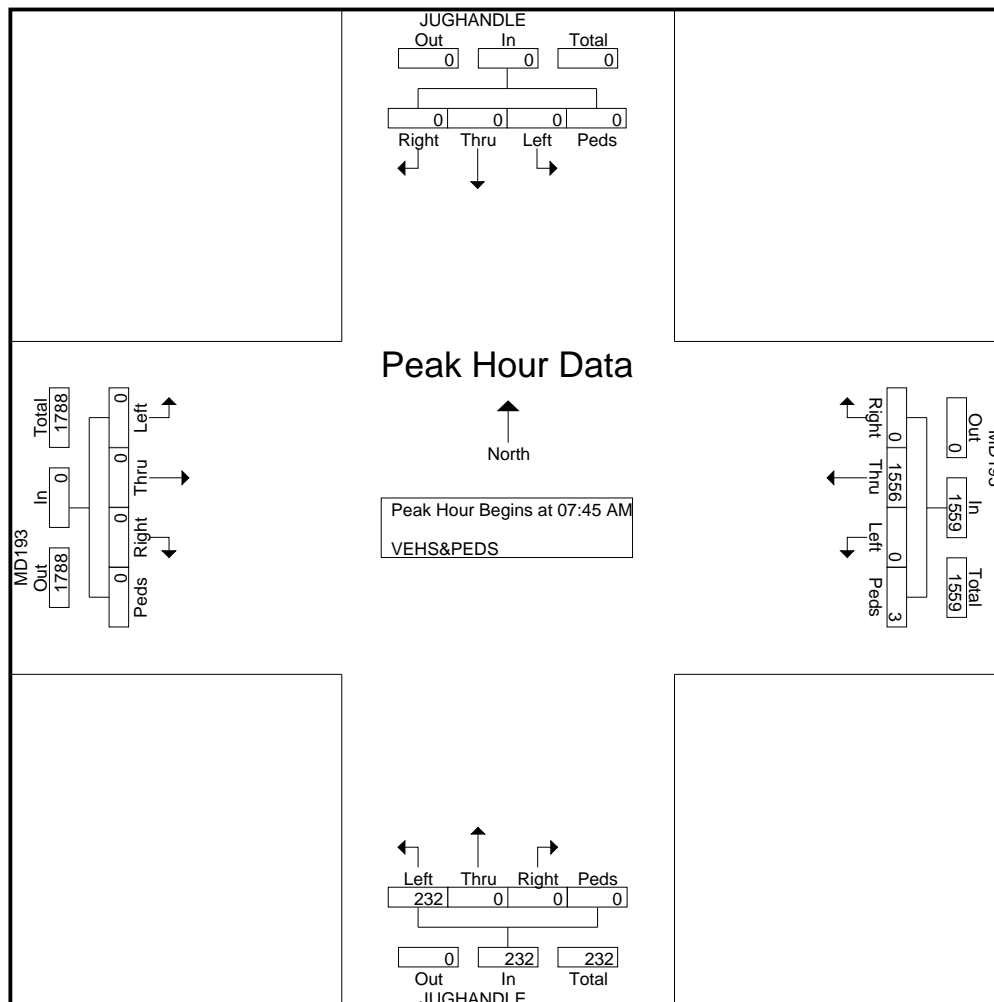 JUGHANDLE
Out In Total
0 0 0
0 0 0 0
Right Thru Left Peds
Peak Hour Data
North
Peak Hour Begins at 07:45 AM
VEHS&PEDS
MD193
Out In Total
1788 0 1788
0 0 0 0
Left Thru Right Peds
MD193
Out In Total
0 1559 1559
0 1556 0 3
Right Thru Left Peds
Left Thru Right Peds
232 0 0 0
0 232 232
Out In Total
JUGHANDLE